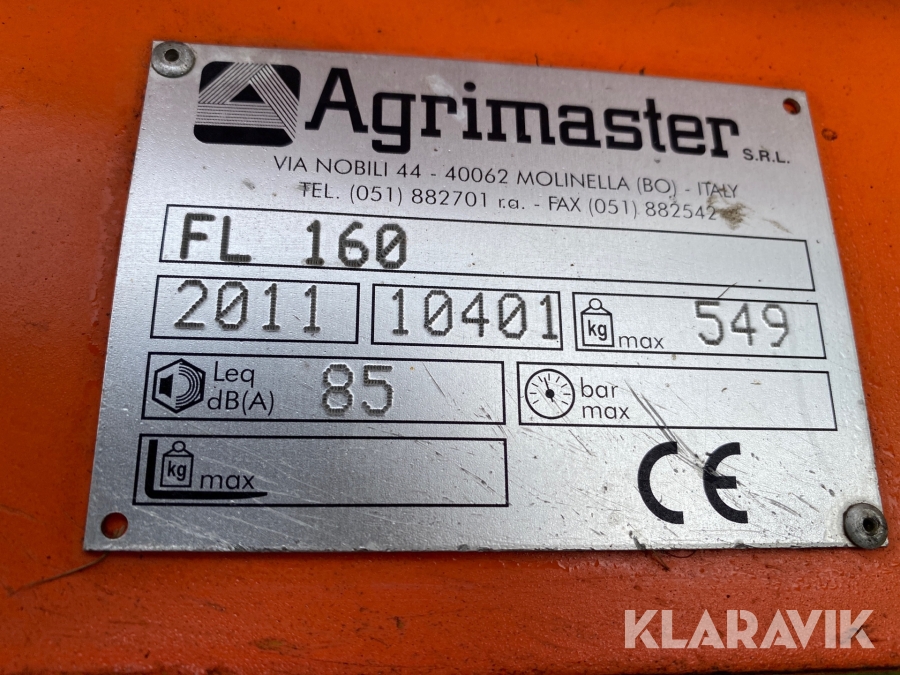 Agrimaster S.R.L.
VIA NOBILI 44 - 40062 MOLINELLA (BO) - ITALY
TEL. (051) 882701 r.a. - FAX (051) 882542
FL 160
2011 10401 kg max 549
Leq dB(A) 85 bar max
kg max
CE
KLARAVIK